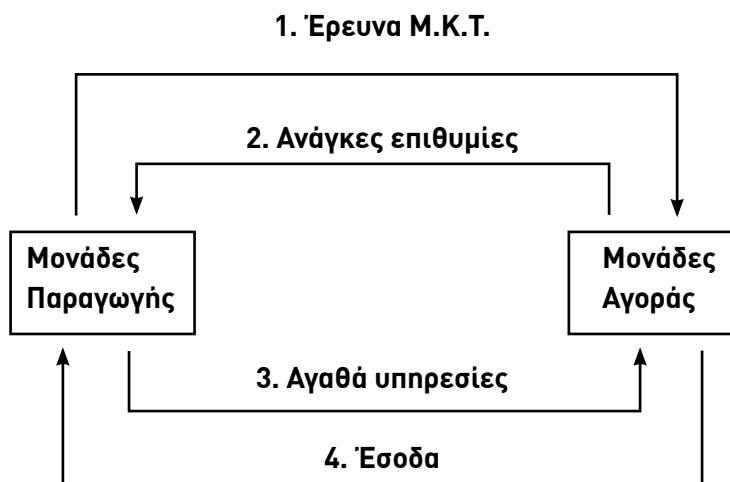 1. Έρευνα Μ.Κ.Τ.
2. Ανάγκες επιθυμίες
Μονάδες
Παραγωγής
Μονάδες
Αγοράς
3. Αγαθά υπηρεσίες
4. Έσοδα